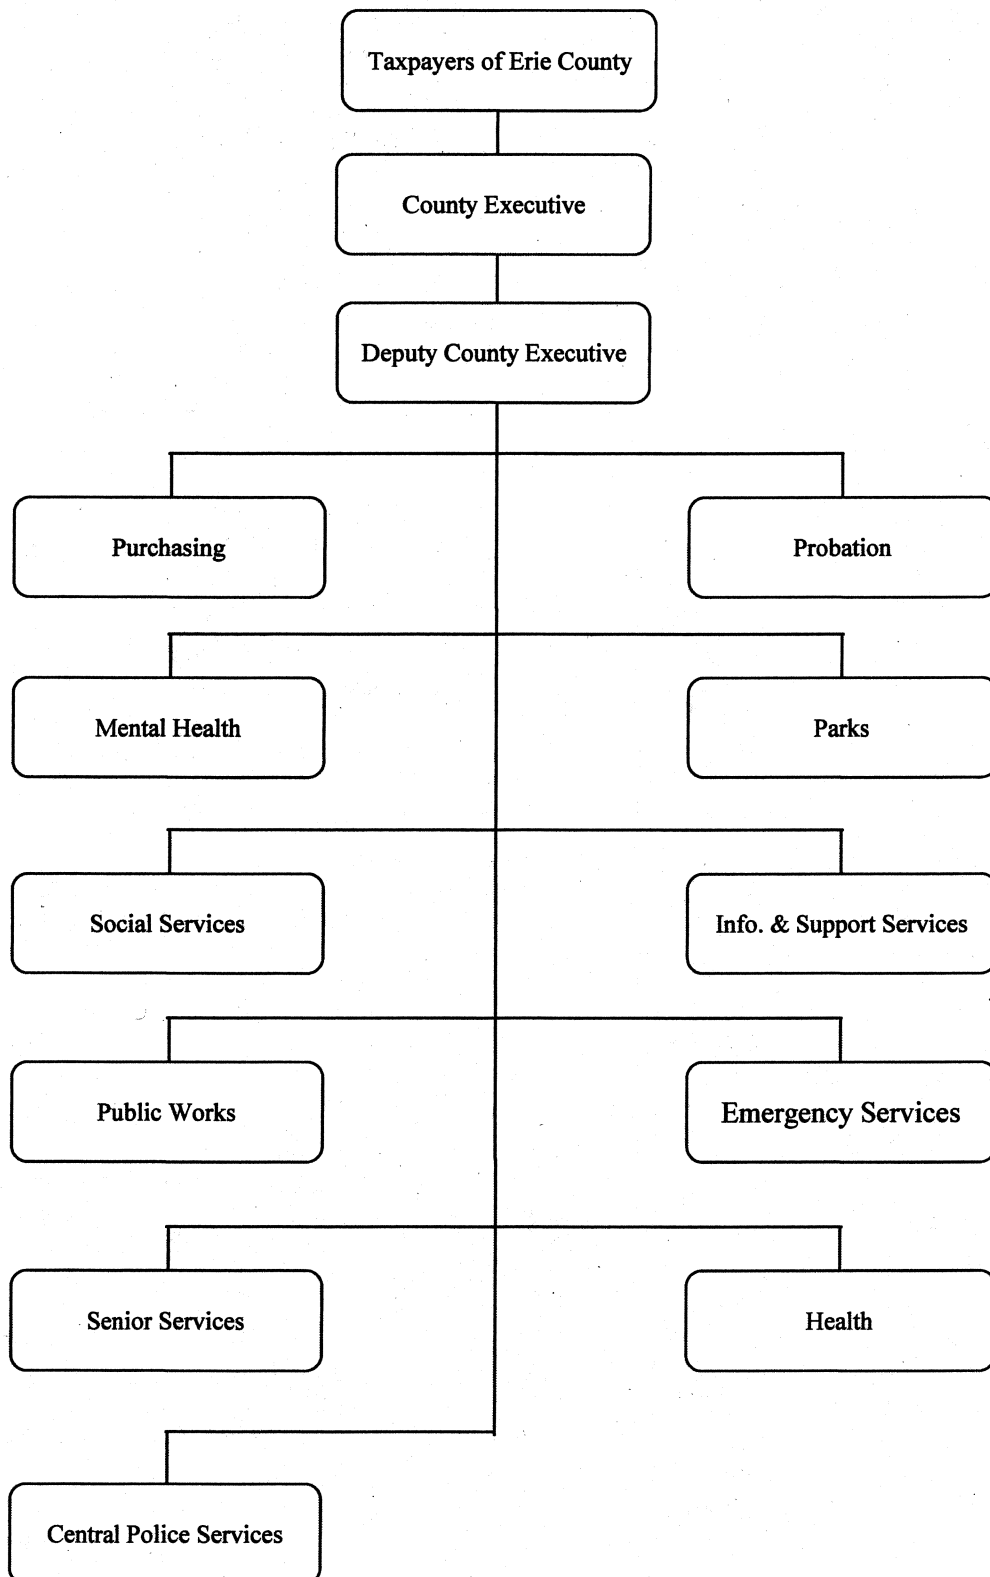 Taxpayers of Erie County
County Executive
Deputy County Executive
Purchasing
Probation
Mental Health
Parks
Social Services
Info. & Support Services
Public Works
Emergency Services
Senior Services
Health
Central Police Services